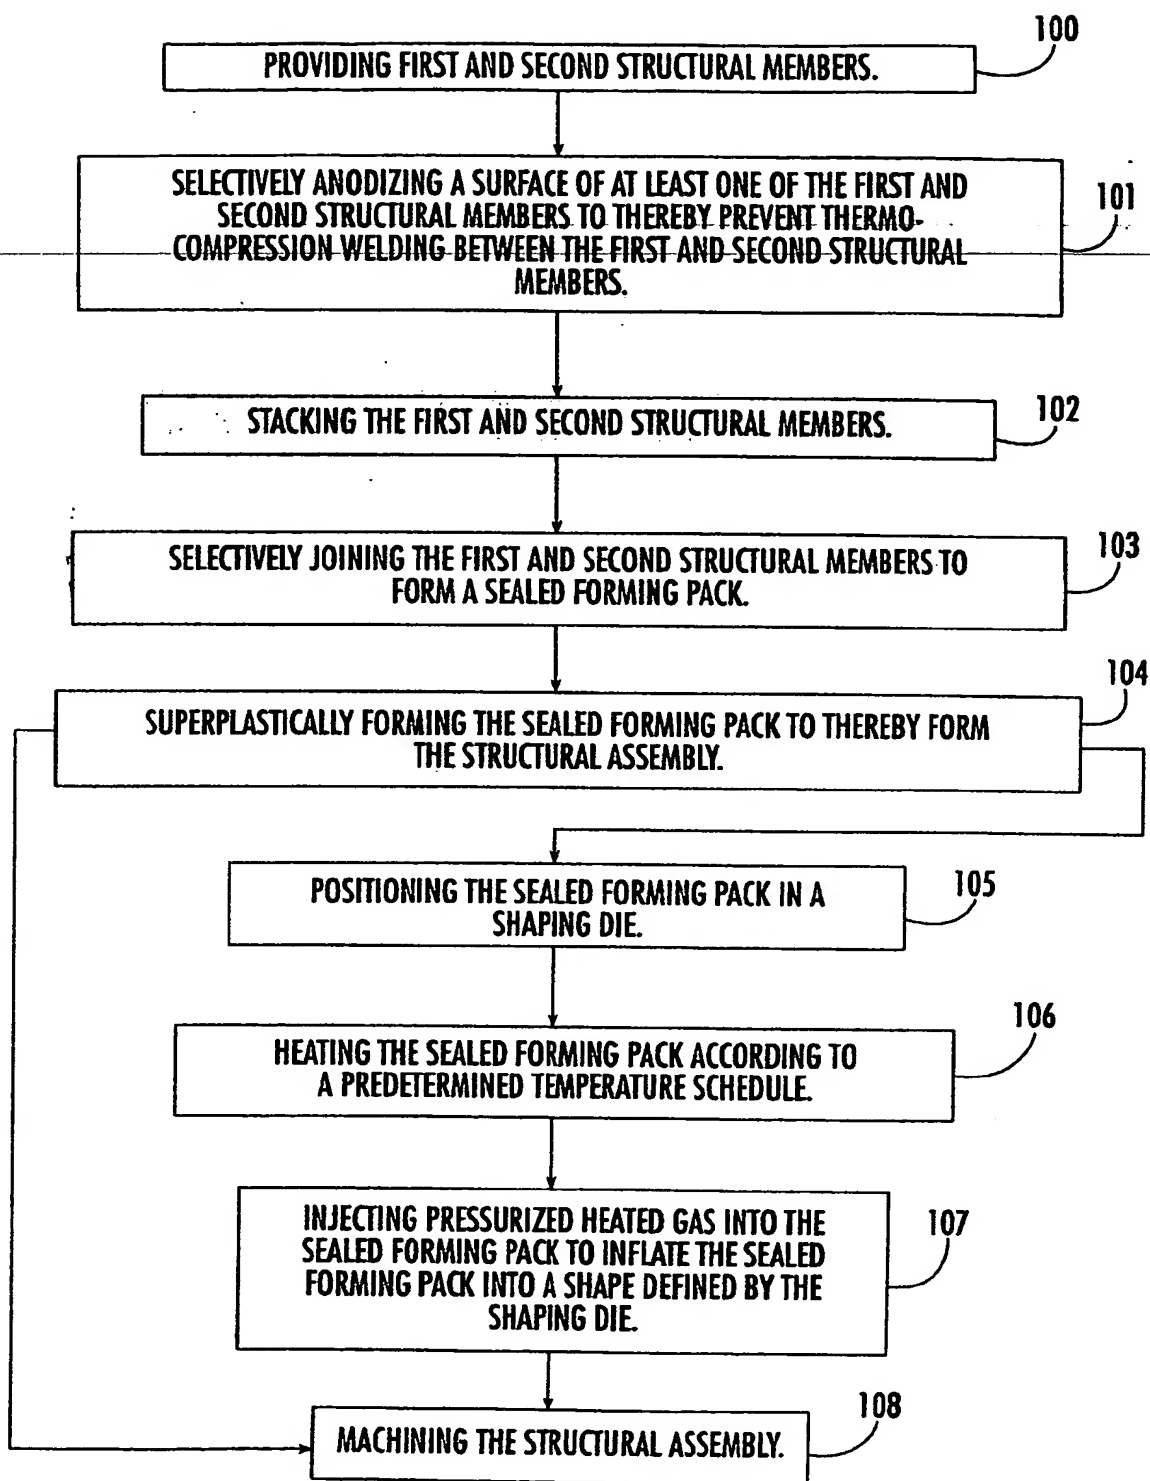 100
PROVIDING FIRST AND SECOND STRUCTURAL MEMBERS.
SELECTIVELY ANODIZING A SURFACE OF AT LEAST ONE OF THE FIRST AND
SECOND STRUCTURAL MEMBERS TO THEREBY PREVENT THERMO-
COMPRESSION WELDING BETWEEN THE FIRST AND SECOND STRUCTURAL
MEMBERS.
101
STACKING THE FIRST AND SECOND STRUCTURAL MEMBERS.
102
SELECTIVELY JOINING THE FIRST AND SECOND STRUCTURAL MEMBERS TO
FORM A SEALED FORMING PACK.
103
SUPERPLASTICALLY FORMING THE SEALED FORMING PACK TO THEREBY FORM
THE STRUCTURAL ASSEMBLY.
104
POSITIONING THE SEALED FORMING PACK IN A
SHAPING DIE.
105
HEATING THE SEALED FORMING PACK ACCORDING TO
A PREDETERMINED TEMPERATURE SCHEDULE.
106
INJECTING PRESSURIZED HEATED GAS INTO THE
SEALED FORMING PACK TO INFLATE THE SEALED
FORMING PACK INTO A SHAPE DEFINED BY THE
SHAPING DIE.
107
MACHINING THE STRUCTURAL ASSEMBLY.
108